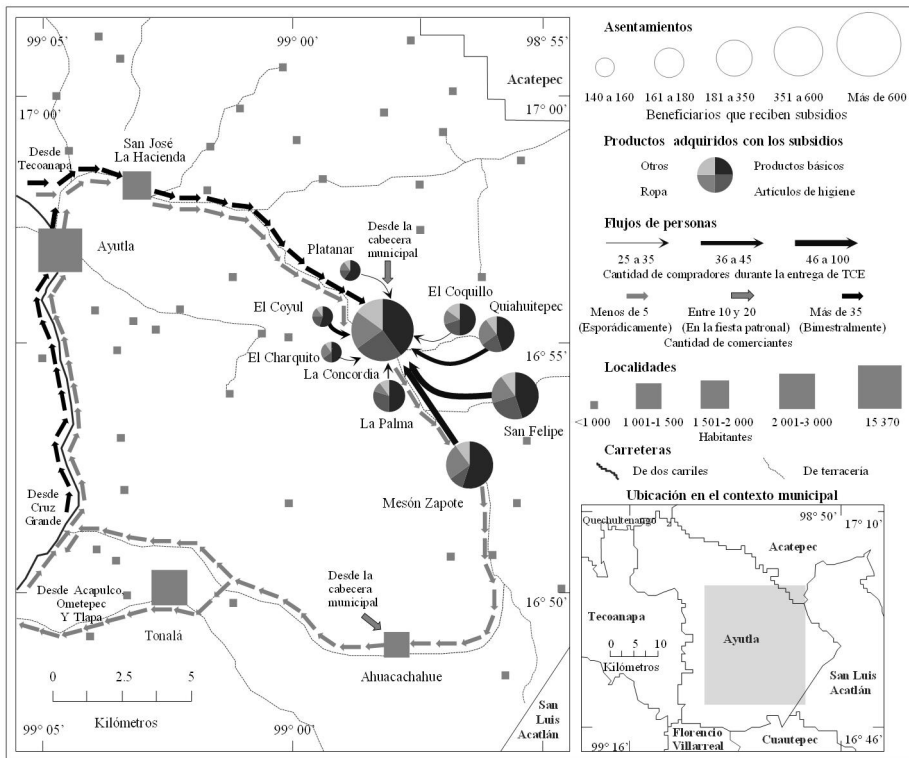 99° 05'
99° 00'
98° 55'
Acatepec
17° 00'
17° 00'
San José
La Hacienda
Desde
Tecoanapa
Ayutla
Platanar
Desde la
cabecera
municipal
El Coyul
El Coquillo
Quiahuitepec
El Charquito
La Concordia
16° 55'
La Palma
San Felipe
Mesón Zapote
Desde
Cruz
Grande
Desde Acapulco,
Ometepec
Y Tlapa
Tonalá
Desde la
cabecera
municipal
16° 50'
Ahuacachahue
0 2.5 5
Kilómetros
San
Luis
Acatlán
99° 05'
99° 00'
Asentamientos
140 a 160
161 a 180
181 a 350
351 a 600
Más de 600
Beneficiarios que reciben subsidios
Productos adquiridos con los subsidios
Otros
Productos básicos
Ropa
Artículos de higiene
Flujos de personas
25 a 35
36 a 45
46 a 100
Cantidad de compradores durante la entrega de TCE
Menos de 5
(Esporádicamente)
Entre 10 y 20
(En la fiesta patronal)
Más de 35
(Bimestralmente)
Cantidad de comerciantes
Localidades
<1 000
1 001-1 500
1 501-2 000
2 001-3 000
15 370
Habitantes
Carreteras
De dos carriles
De terracería
Ubicación en el contexto municipal
98° 50'
17° 10'
Quechultenango
Acatepec
Tecoanapa
0 5 10
Kilómetros
Ayutla
San Luis
Acatlán
Florencio
Villarreal
Cuautepec
99° 16'
16° 46'